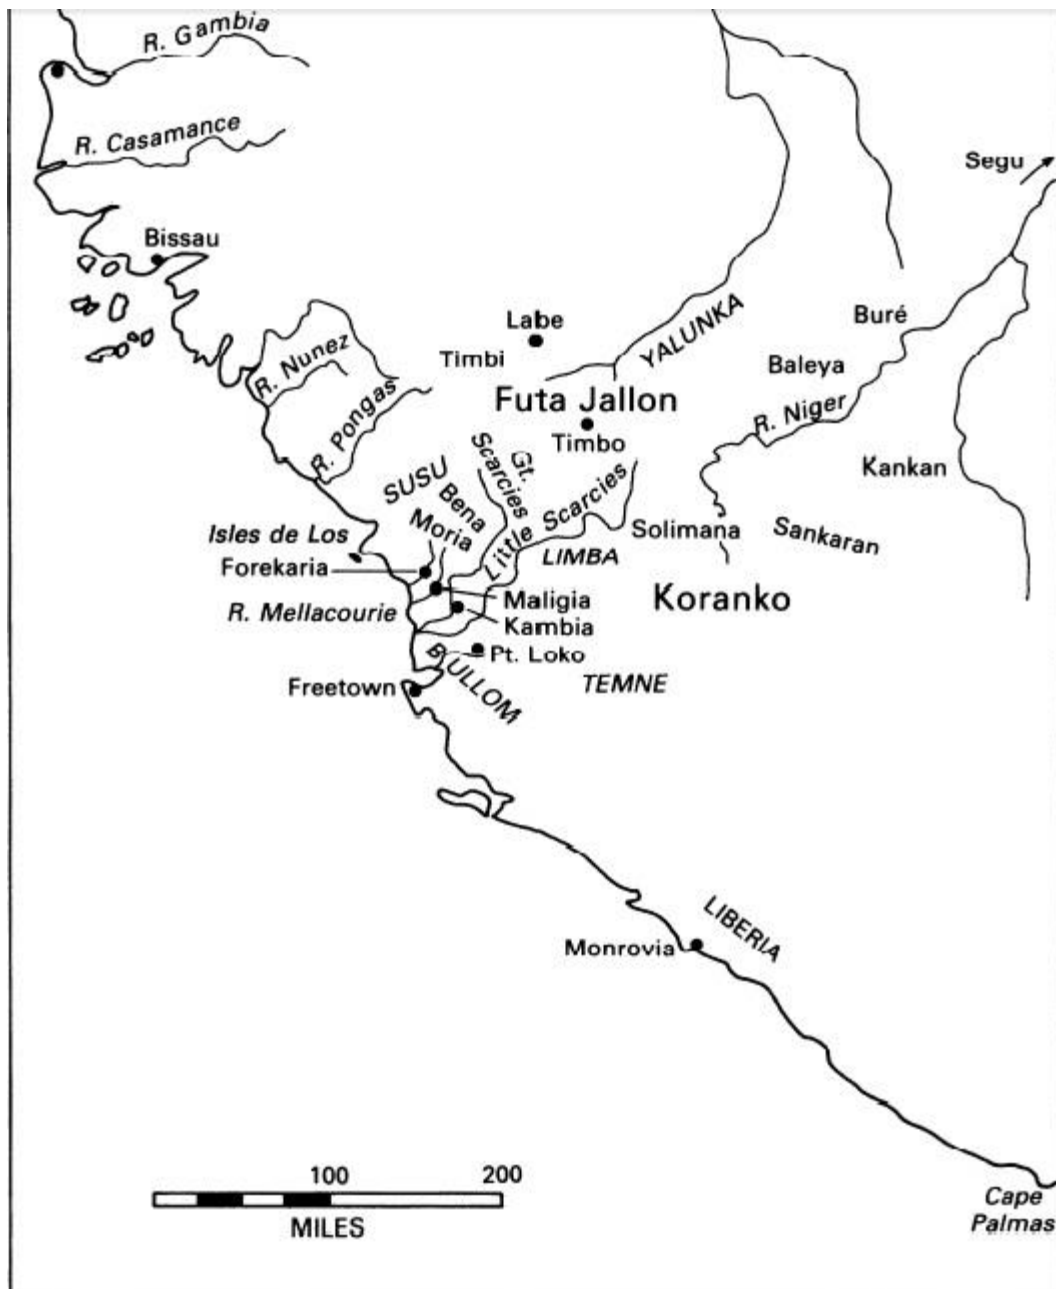 R. Gambia
R. Casamance
Segu
Bissau
Labe
Timbi
YALUNKA
Buré
Baleya
R. Nunez
R. Pongas
Futa Jallon
Timbo
R. Niger
Kankan
SUSU
Bena
Moria
Gt.
Scarcies
Little Scarcies
Isles de Los
Forekaria
LIMBA
Solimana
Sankaran
R. Mellacourie
Maligia
Kambia
Koranko
Pt. Loko
BULLOM
TEMNE
Freetown
LIBERIA
Monrovia
100 200
MILES
Cape
Palmas